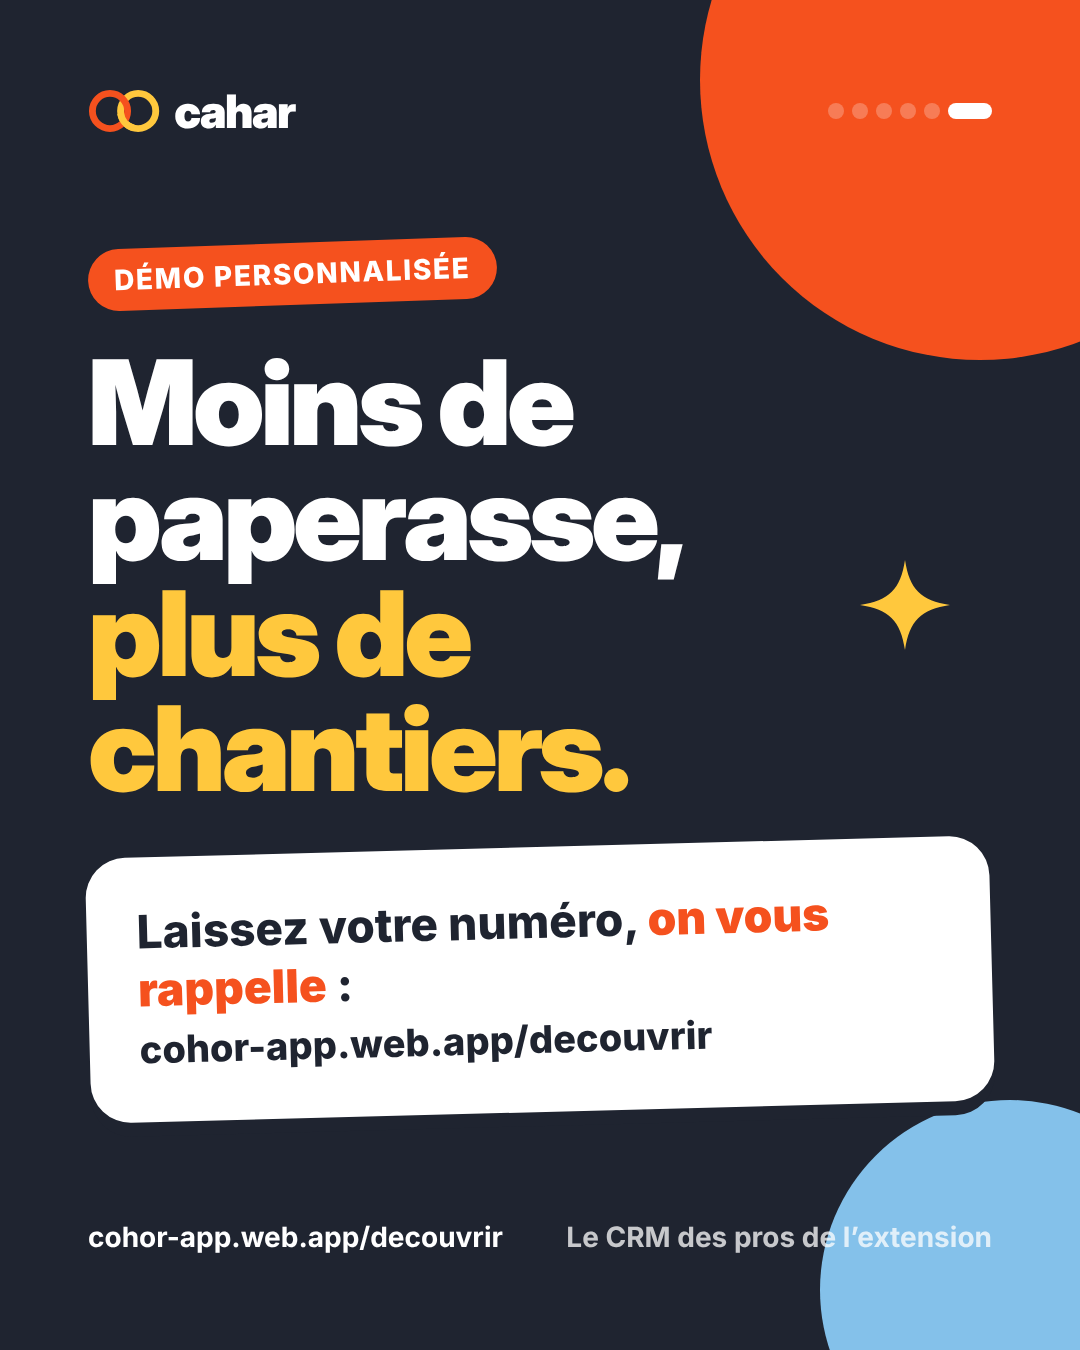 cahar
DÉMO PERSONNALISÉE
Moins de
paperasse,
plus de
chantiers.
Laissez votre numéro, on vous
rappelle :
cohor-app.web.app/decouvrir
cohor-app.web.app/decouvrir
Le CRM des pros de l’extension